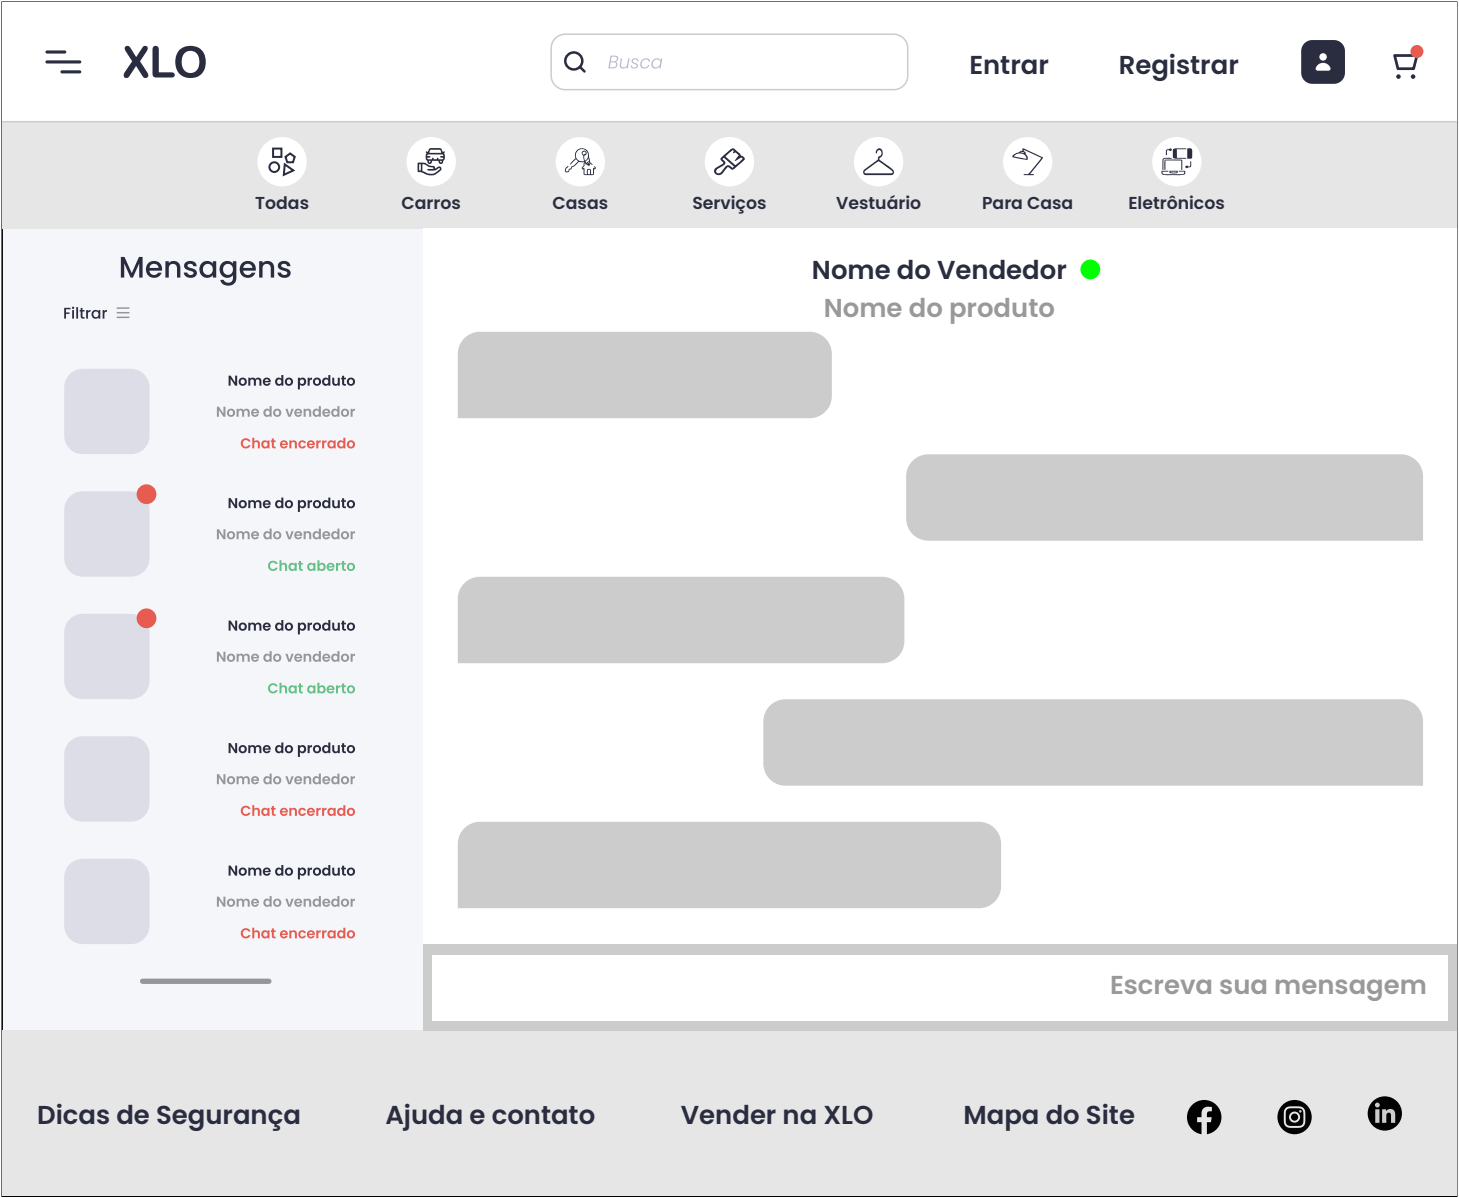 XLO
Busca
Entrar
Registrar
Todas
Carros
Casas
Serviços
Vestuário
Para Casa
Eletrônicos
Mensagens
Filtrar
Nome do produto
Nome do vendedor
Chat encerrado
Nome do produto
Nome do vendedor
Chat aberto
Nome do produto
Nome do vendedor
Chat aberto
Nome do produto
Nome do vendedor
Chat encerrado
Nome do produto
Nome do vendedor
Chat encerrado
Nome do Vendedor
Nome do produto
Escreva sua mensagem
Dicas de Segurança
Ajuda e contato
Vender na XLO
Mapa do Site